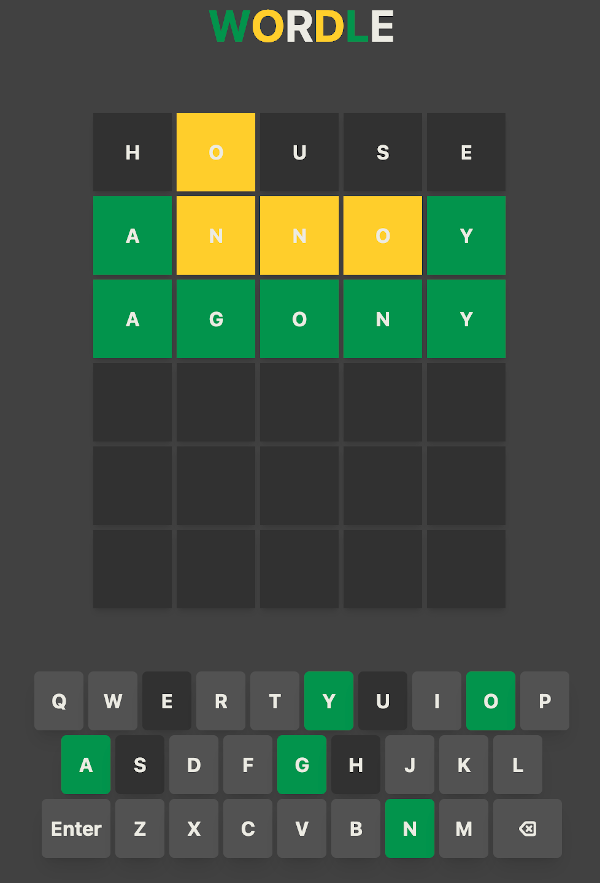 WORDLE
H O U S E
A N N O Y
A G O N Y
Q W E R T Y U I O P
A S D F G H J K L
Enter Z X C V B N M